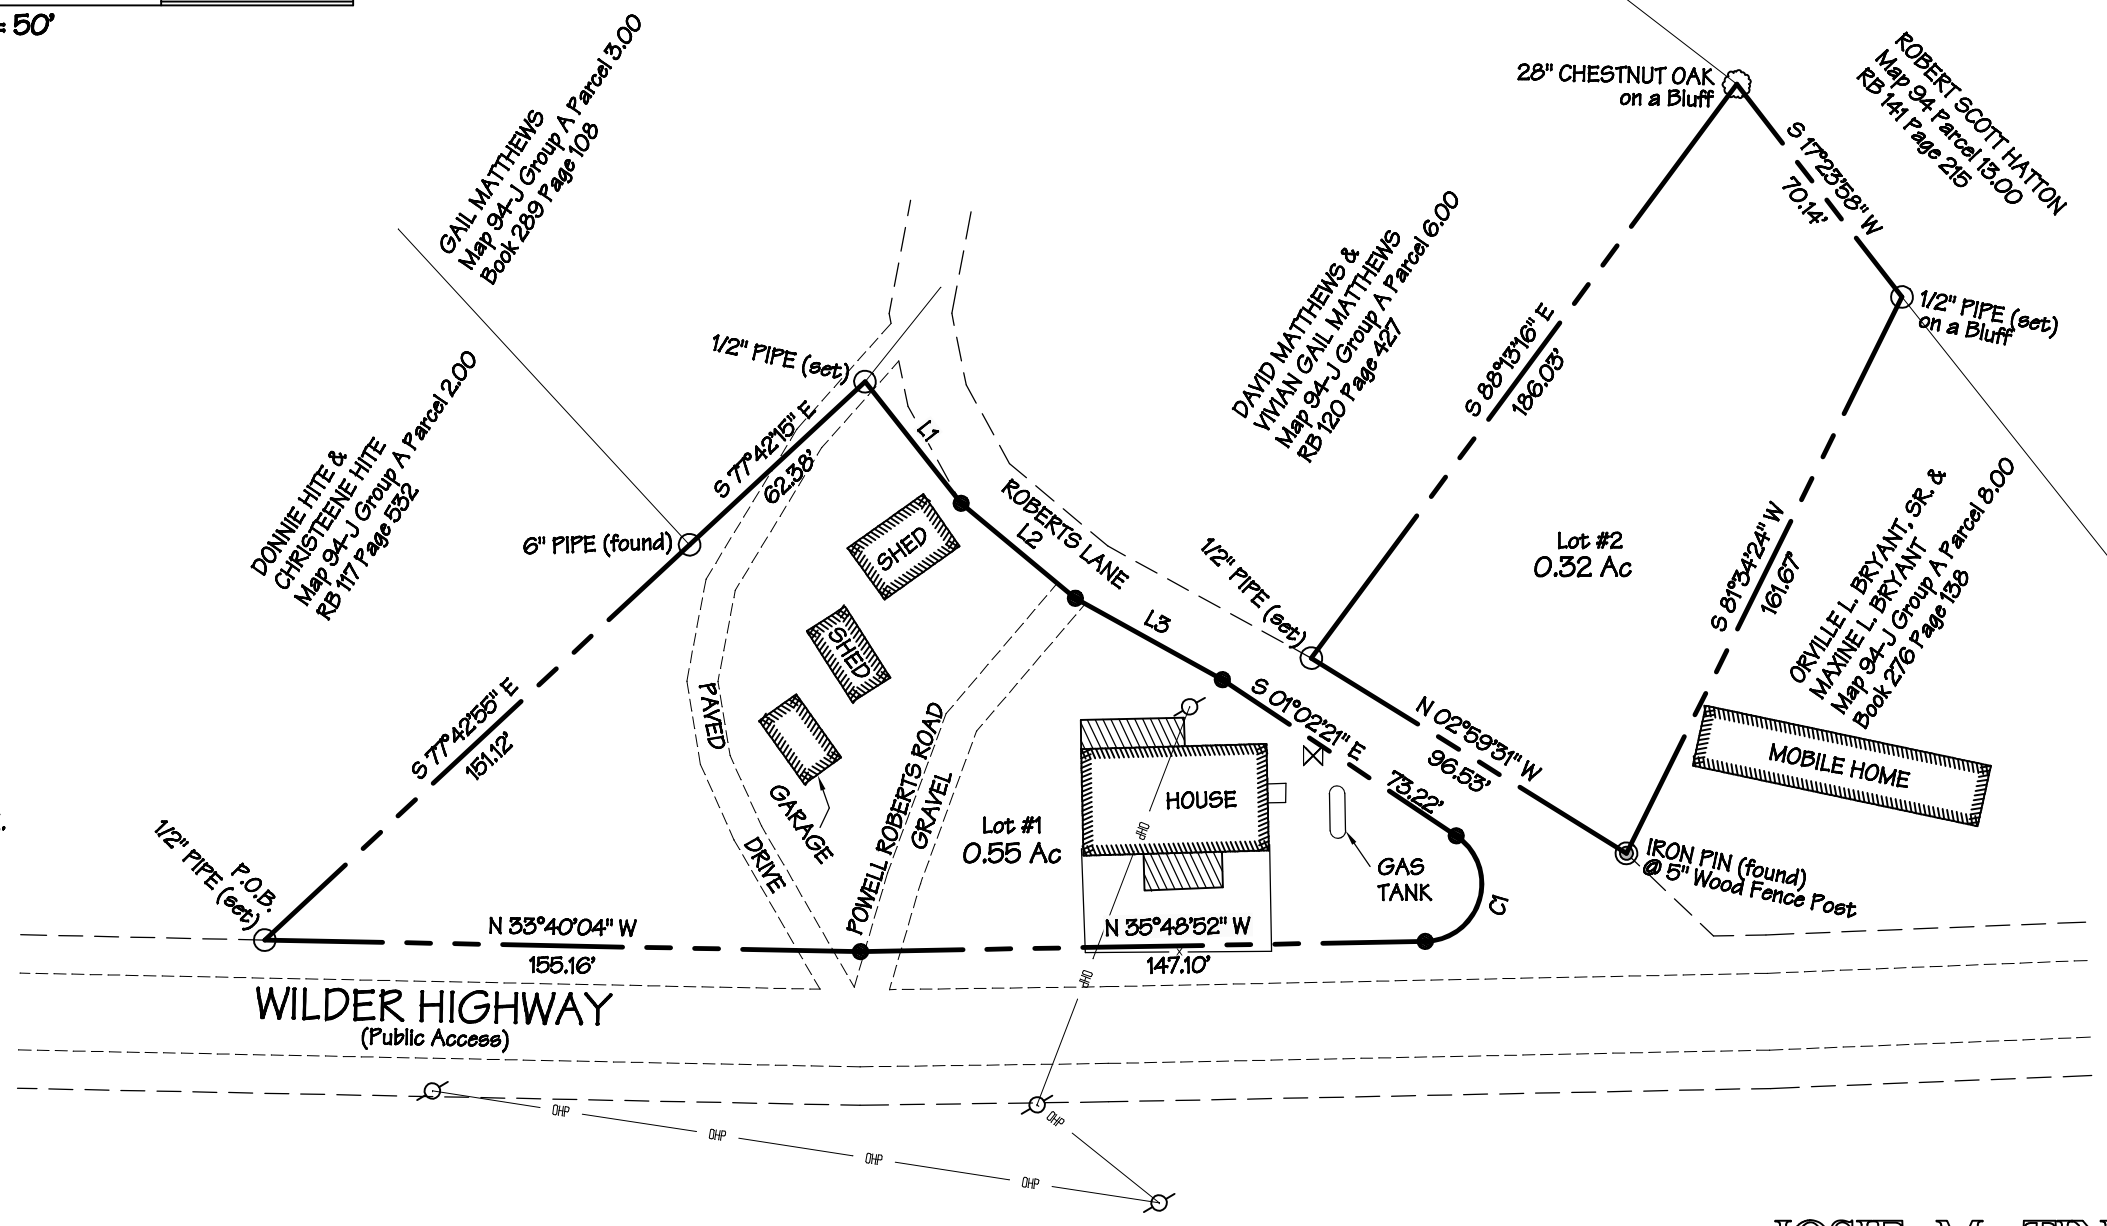 = 50'
GAIL MATTHEWS
Map 94-J Group A Parcel 3.00
Book 289 Page 108
28" CHESTNUT OAK
on a Bluff
ROBERT SCOTT HATTON
Map 94 Parcel 13.00
RB 141 Page 215
S 17°23'58" W
70.14'
1/2" PIPE (set)
on a Bluff
DAVID MATTHEWS &
VIVIAN GAIL MATTHEWS
Map 94-J Group A Parcel 6.00
RB 120 Page 427
S 88°13'16" E
186.03'
1/2" PIPE (set)
DONNIE HITE &
CHRISTEENE HITE
Map 94-J Group A Parcel 2.00
RB 117 Page 532
S 77°42'15" E
62.38'
L1
6" PIPE (found)
SHED
ROBERTS LANE
L2
1/2" PIPE (set)
Lot #2
0.32 Ac
S 81°34'24" W
161.67'
ORVILLE L. BRYANT, SR. &
MAXINE L. BRYANT
Map 94-J Group A Parcel 8.00
Book 276 Page 138
SHED
L3
S 77°42'55" E
151.12'
PAVED
DRIVE
GARAGE
POWELL ROBERTS ROAD
GRAVEL
S 01°02'21" E
73.22'
N 02°59'31" W
96.53'
MOBILE HOME
HOUSE
OHP
Lot #1
0.55 Ac
GAS
TANK
C1
IRON PIN (found)
@ 5" Wood Fence Post
P.O.B.
1/2" PIPE (set)
N 33°40'04" W
155.16'
N 35°48'52" W
147.10'
x
OHP
WILDER HIGHWAY
(Public Access)
OHP
OHP
OHP
OHP
OHP